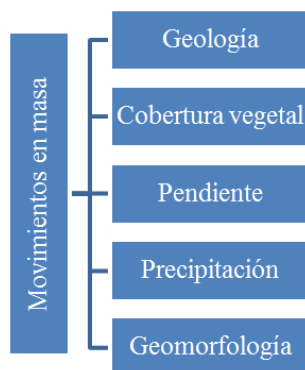 Movimientos en masa
Geología
Cobertura vegetal
Pendiente
Precipitación
Geomorfología